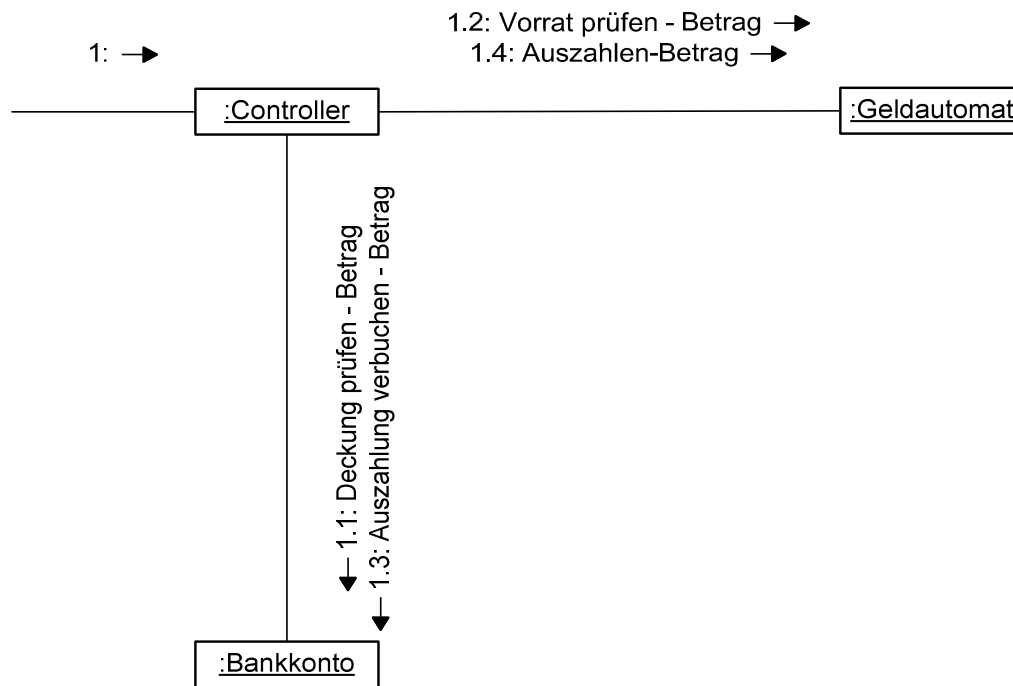 1.2: Vorrat prüfen - Betrag
1:
1.4: Auszahlen-Betrag
:Controller
:Geldautomat
1.1: Deckung prüfen - Betrag
1.3: Auszahlung verbuchen - Betrag
:Bankkonto